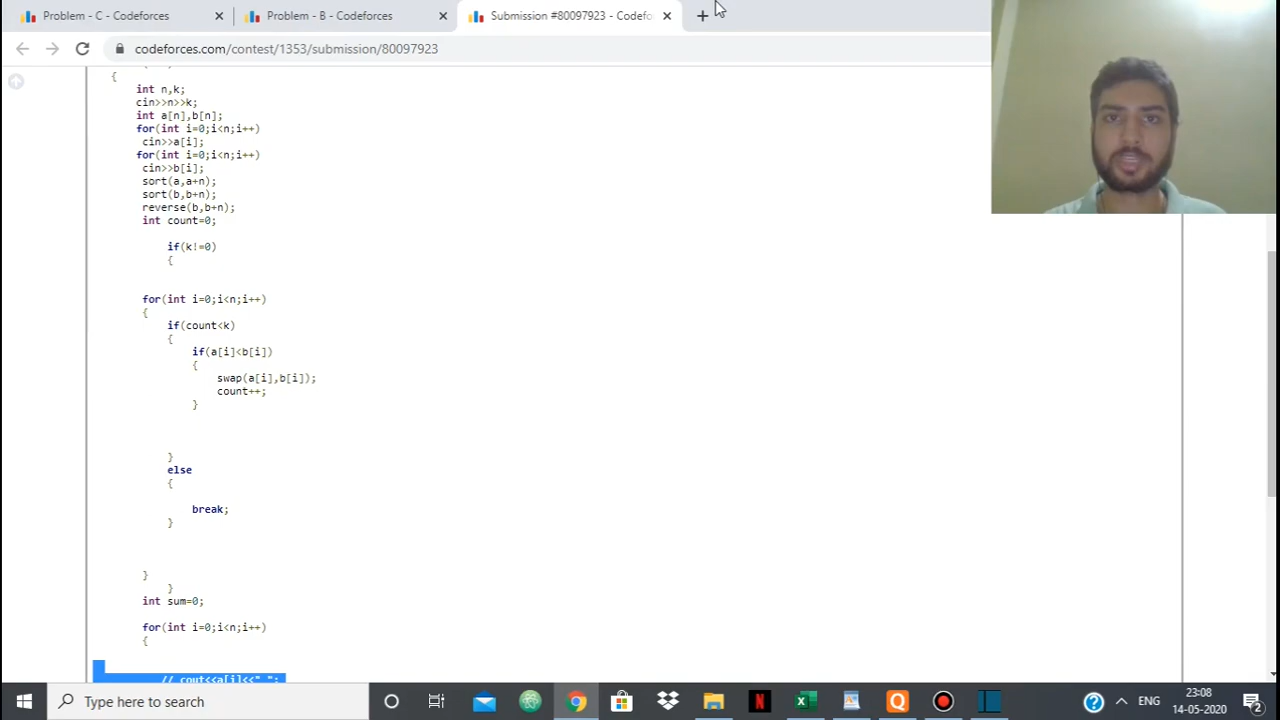 Problem - C - Codeforces
Problem - B - Codeforces
Submission #80097923 - Codefo
codeforces.com/contest/1353/submission/80097923
{
int n,k;
cin>>n>>k;
int a[n],b[n];
for(int i=0;i<n;i++)
cin>>a[i];
for(int i=0;i<n;i++)
cin>>b[i];
sort(a,a+n);
sort(b,b+n);
reverse(b,b+n);
int count=0;
if(k!=0)
{
for(int i=0;i<n;i++)
{
if(count<k)
{
if(a[i]<b[i])
{
swap(a[i],b[i]);
count++;
}
}
else
{
break;
}
}
}
int sum=0;
for(int i=0;i<n;i++)
{
// cout<<a[i]<<" ";
Type here to search
ENG
23:08
14-05-2020
2